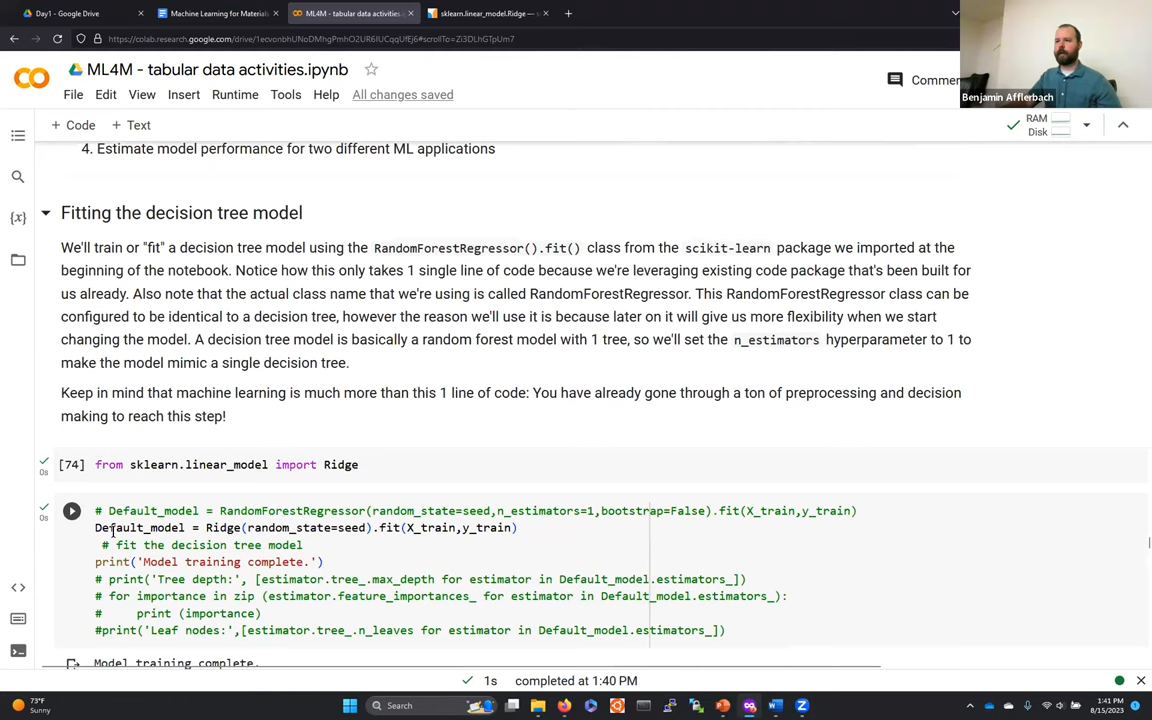 Day1 - Google Drive
Machine Learning for Materials
ML4M - tabular data activities.ip
sklearn.linear_model.Ridge —
https://colab.research.google.com/drive/1ecvonbhUNoDMhgPmhO2UR6IUCqqUfEj6#scrollTo=Zi3DLhGTpUm7
ML4M - tabular data activities.ipynb
File Edit View Insert Runtime Tools Help All changes saved
Comme
Benjamin Afflerbach
+ Code + Text
RAM
Disk
4. Estimate model performance for two different ML applications
Fitting the decision tree model
We'll train or "fit" a decision tree model using the RandomForestRegressor().fit() class from the scikit-learn package we imported at the
beginning of the notebook. Notice how this only takes 1 single line of code because we're leveraging existing code package that's been built for
us already. Also note that the actual class name that we're using is called RandomForestRegressor. This RandomForestRegressor class can be
configured to be identical to a decision tree, however the reason we'll use it is because later on it will give us more flexibility when we start
changing the model. A decision tree model is basically a random forest model with 1 tree, so we'll set the n_estimators hyperparameter to 1 to
make the model mimic a single decision tree.
Keep in mind that machine learning is much more than this 1 line of code: You have already gone through a ton of preprocessing and decision
making to reach this step!
0s
[74] from sklearn.linear_model import Ridge
0s
# Default_model = RandomForestRegressor(random_state=seed,n_estimators=1,bootstrap=False).fit(X_train,y_train)
Default_model = Ridge(random_state=seed).fit(X_train,y_train)
# fit the decision tree model
print('Model training complete.')
# print('Tree depth:', [estimator.tree_.max_depth for estimator in Default_model.estimators_])
# for importance in zip (estimator.feature_importances_ for estimator in Default_model.estimators_):
# print (importance)
#print('Leaf nodes:',[estimator.tree_.n_leaves for estimator in Default_model.estimators_])
Model training complete.
1s completed at 1:40 PM
73°F
Sunny
Search
1:41 PM
8/15/2023